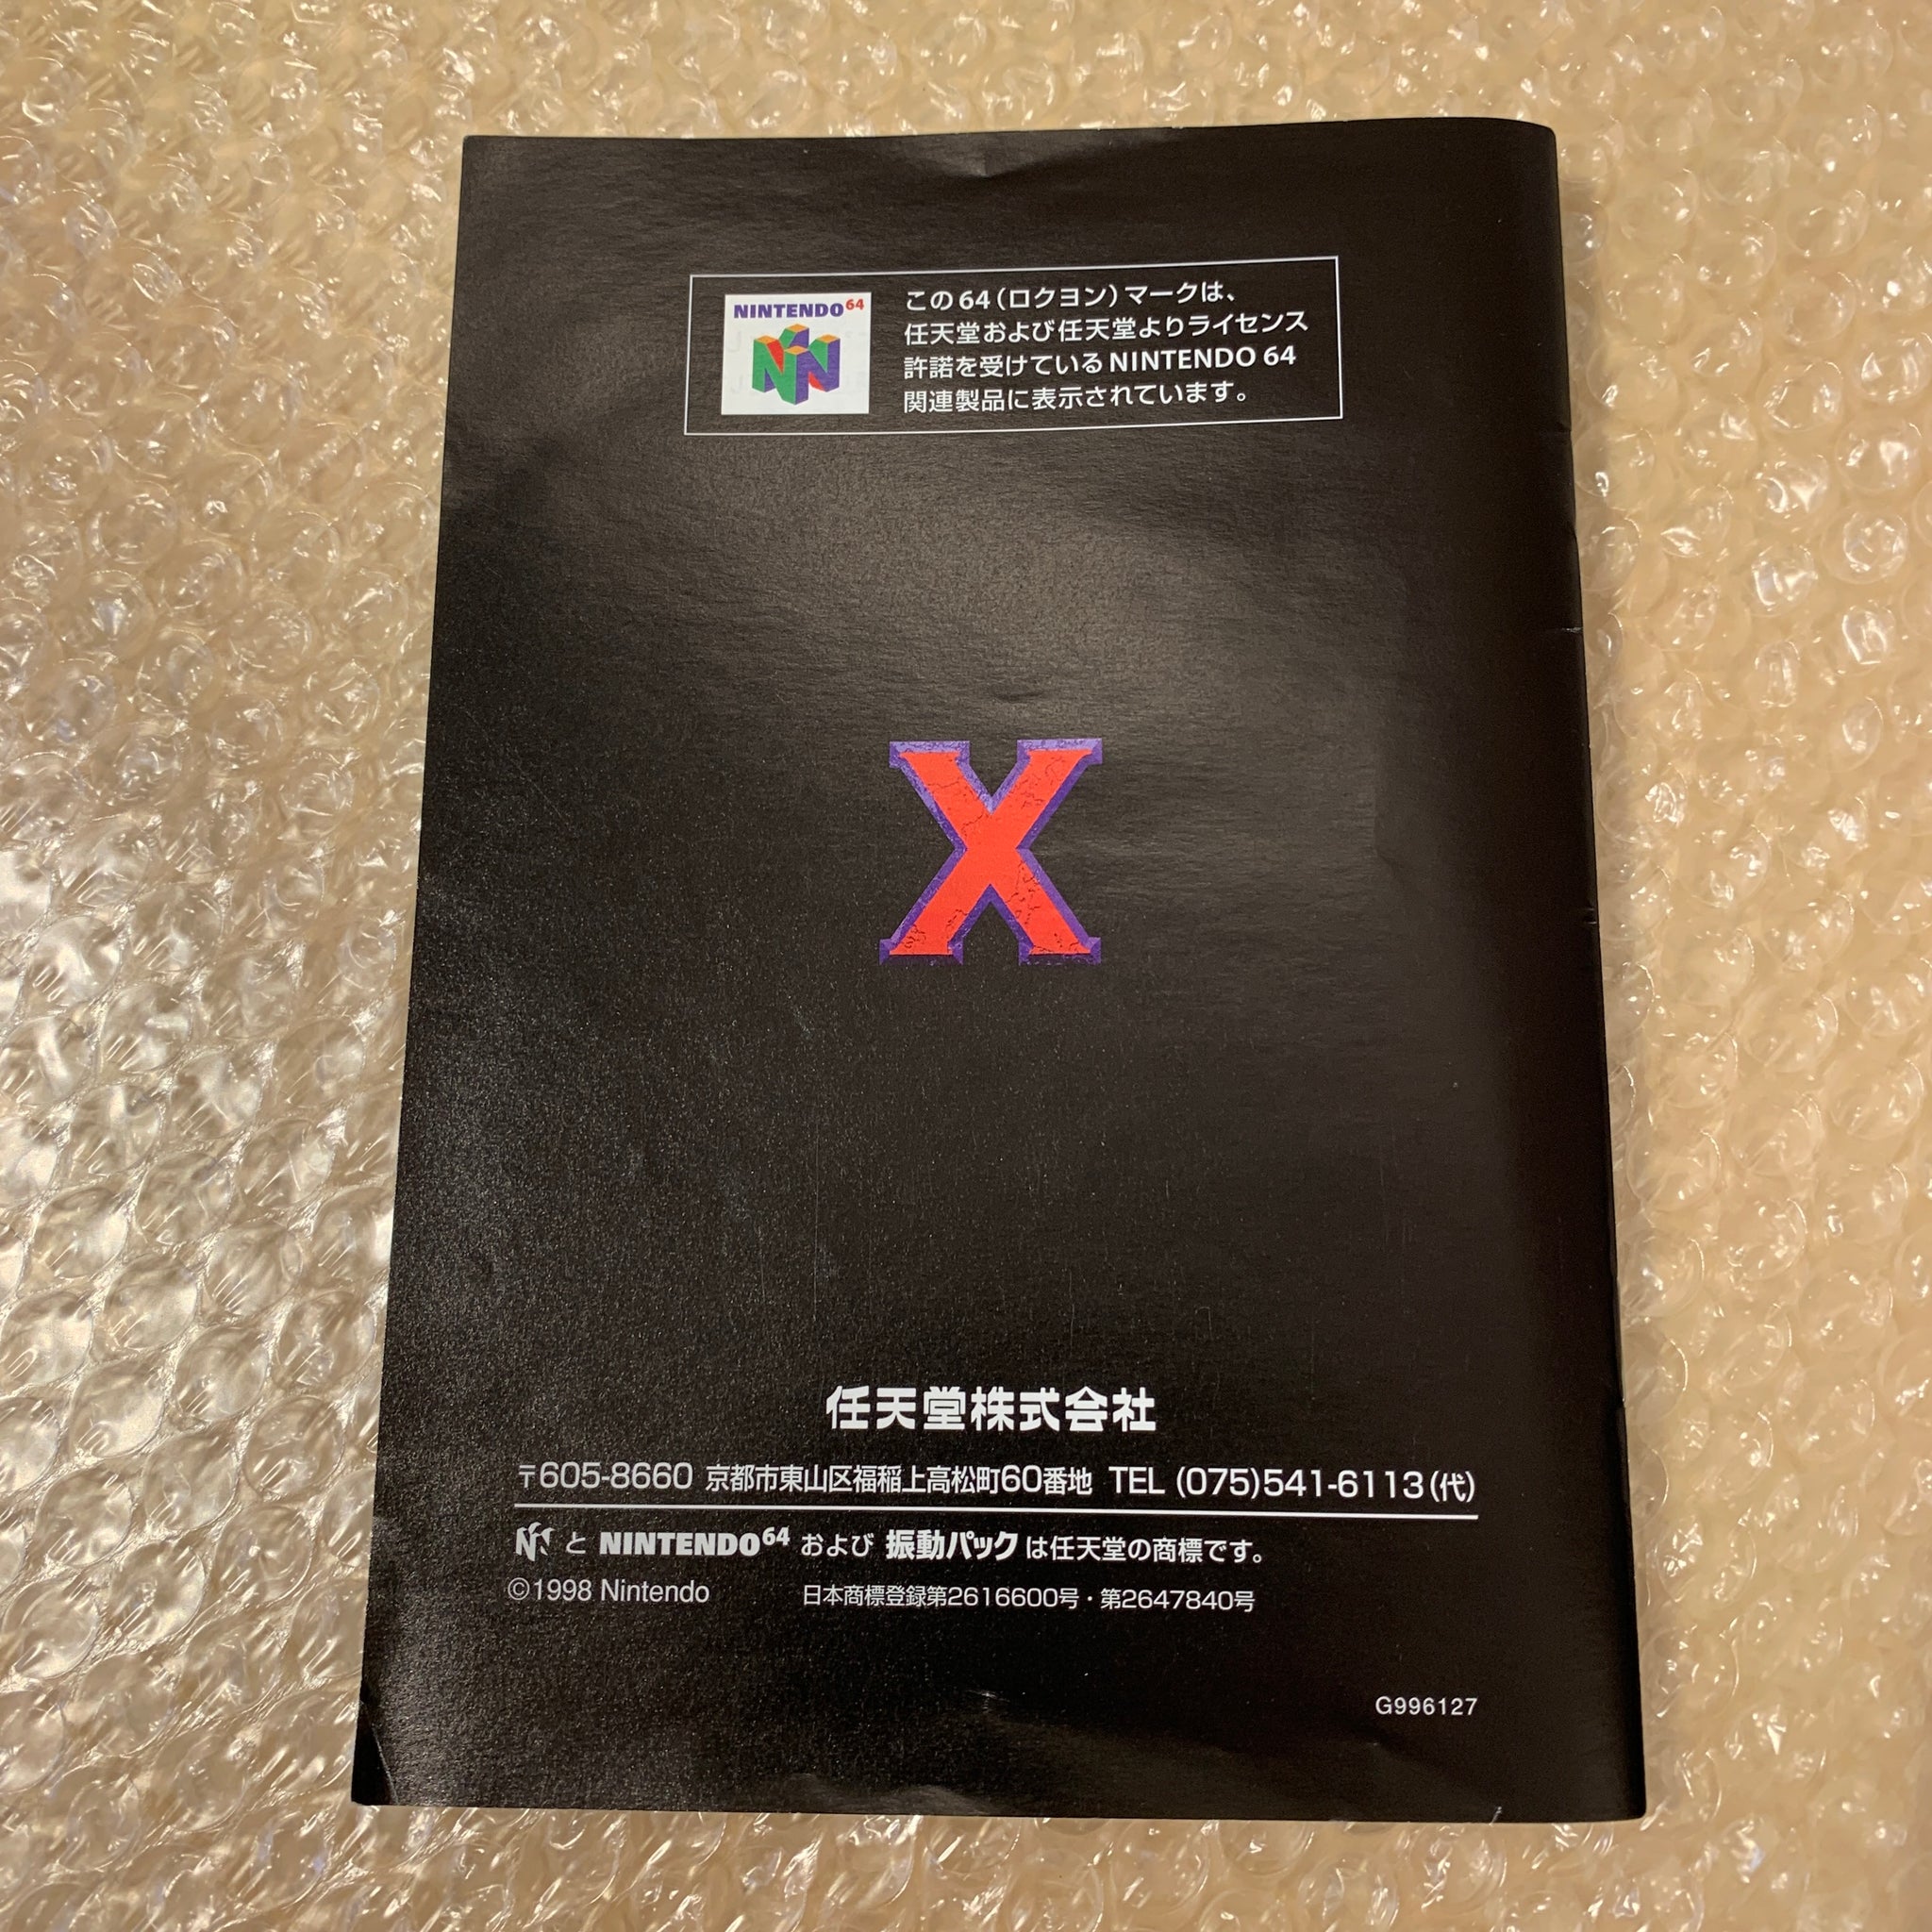 NINTENDO64
この64(ロクヨン)マークは、
任天堂および任天堂よりライセンス
許諾を受けているNINTENDO 64
関連製品に表示されています。
X
任天堂株式会社
〒605-8660 京都市東山区福稲上高松町60番地 TEL (075)541-6113(代)
と NINTENDO64 および 振動パック は任天堂の商標です。
©1998 Nintendo 日本商標登録第2616600号・第2647840号
G996127